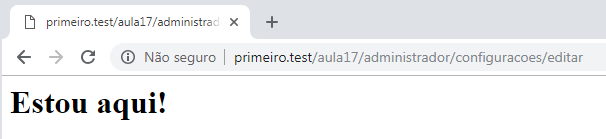 primeiro.test/aula17/administrad
Não seguro | primeiro.test/aula17/administrador/configuracoes/editar
Estou aqui!